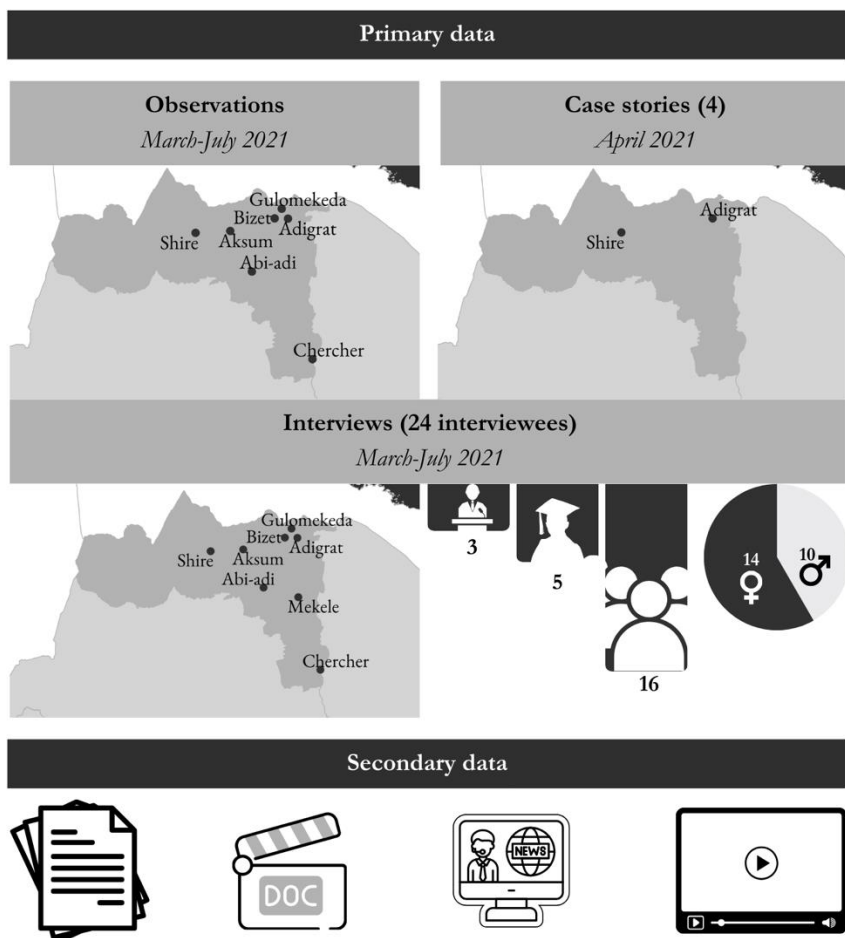 Primary data
Observations
March-July 2021
Case stories (4)
April 2021
Gulomekeda
Bizet
Adigrat
Shire
Aksum
Abi-adi
Chercher
Adigrat
Shire
Interviews (24 interviewees)
March-July 2021
Gulomekeda
Bizet
Adigrat
Shire
Aksum
Abi-adi
Mekele
Chercher
3
5
16
14
10
Secondary data
DOC
NEWS